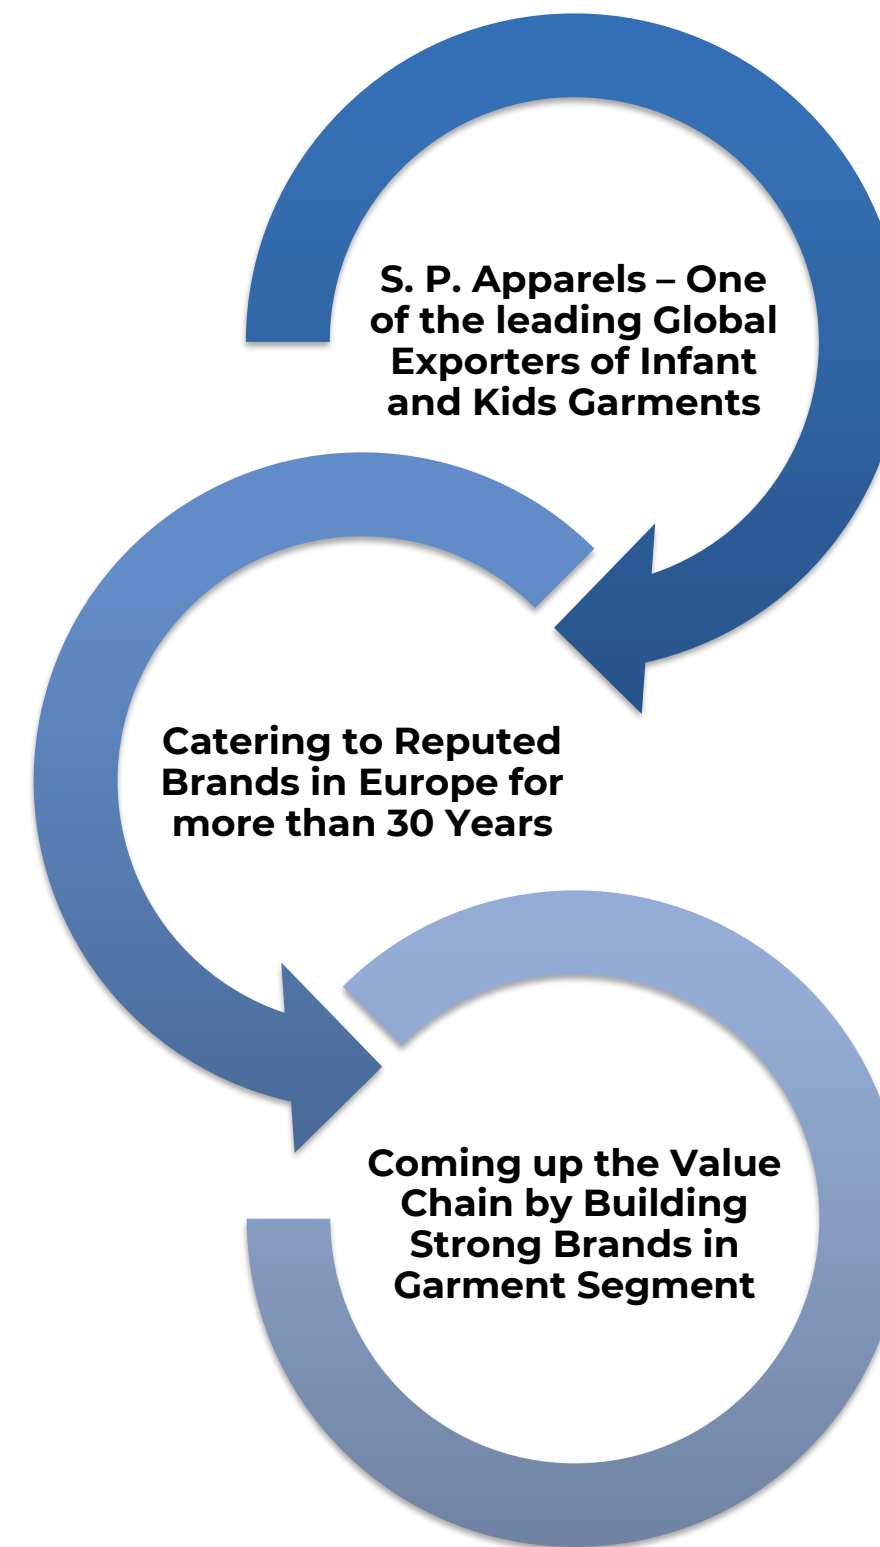 S. P. Apparels – One
of the leading Global
Exporters of Infant
and Kids Garments
Catering to Reputed
Brands in Europe for
more than 30 Years
Coming up the Value
Chain by Building
Strong Brands in
Garment Segment